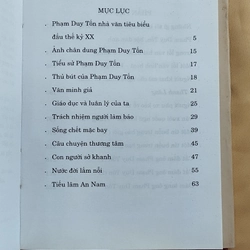 MỤC LỤC
. Phạm Duy Tốn nhà văn tiêu biểu
đầu thế kỷ XX 5
. Ảnh chân dung Phạm Duy Tốn 15
. Tiểu sử Phạm Duy Tốn 17
. Thủ bút của Phạm Duy Tốn 18
. Văn minh giả 21
. Giáo dục và luân lý của ta 25
. Trách nhiệm người làm báo 29
. Sống chết mặc bay 39
. Câu chuyện thương tâm 45
. Con người sở khanh 47
. Nước đời lắm nỗi 55
. Tiếu lâm An Nam 63